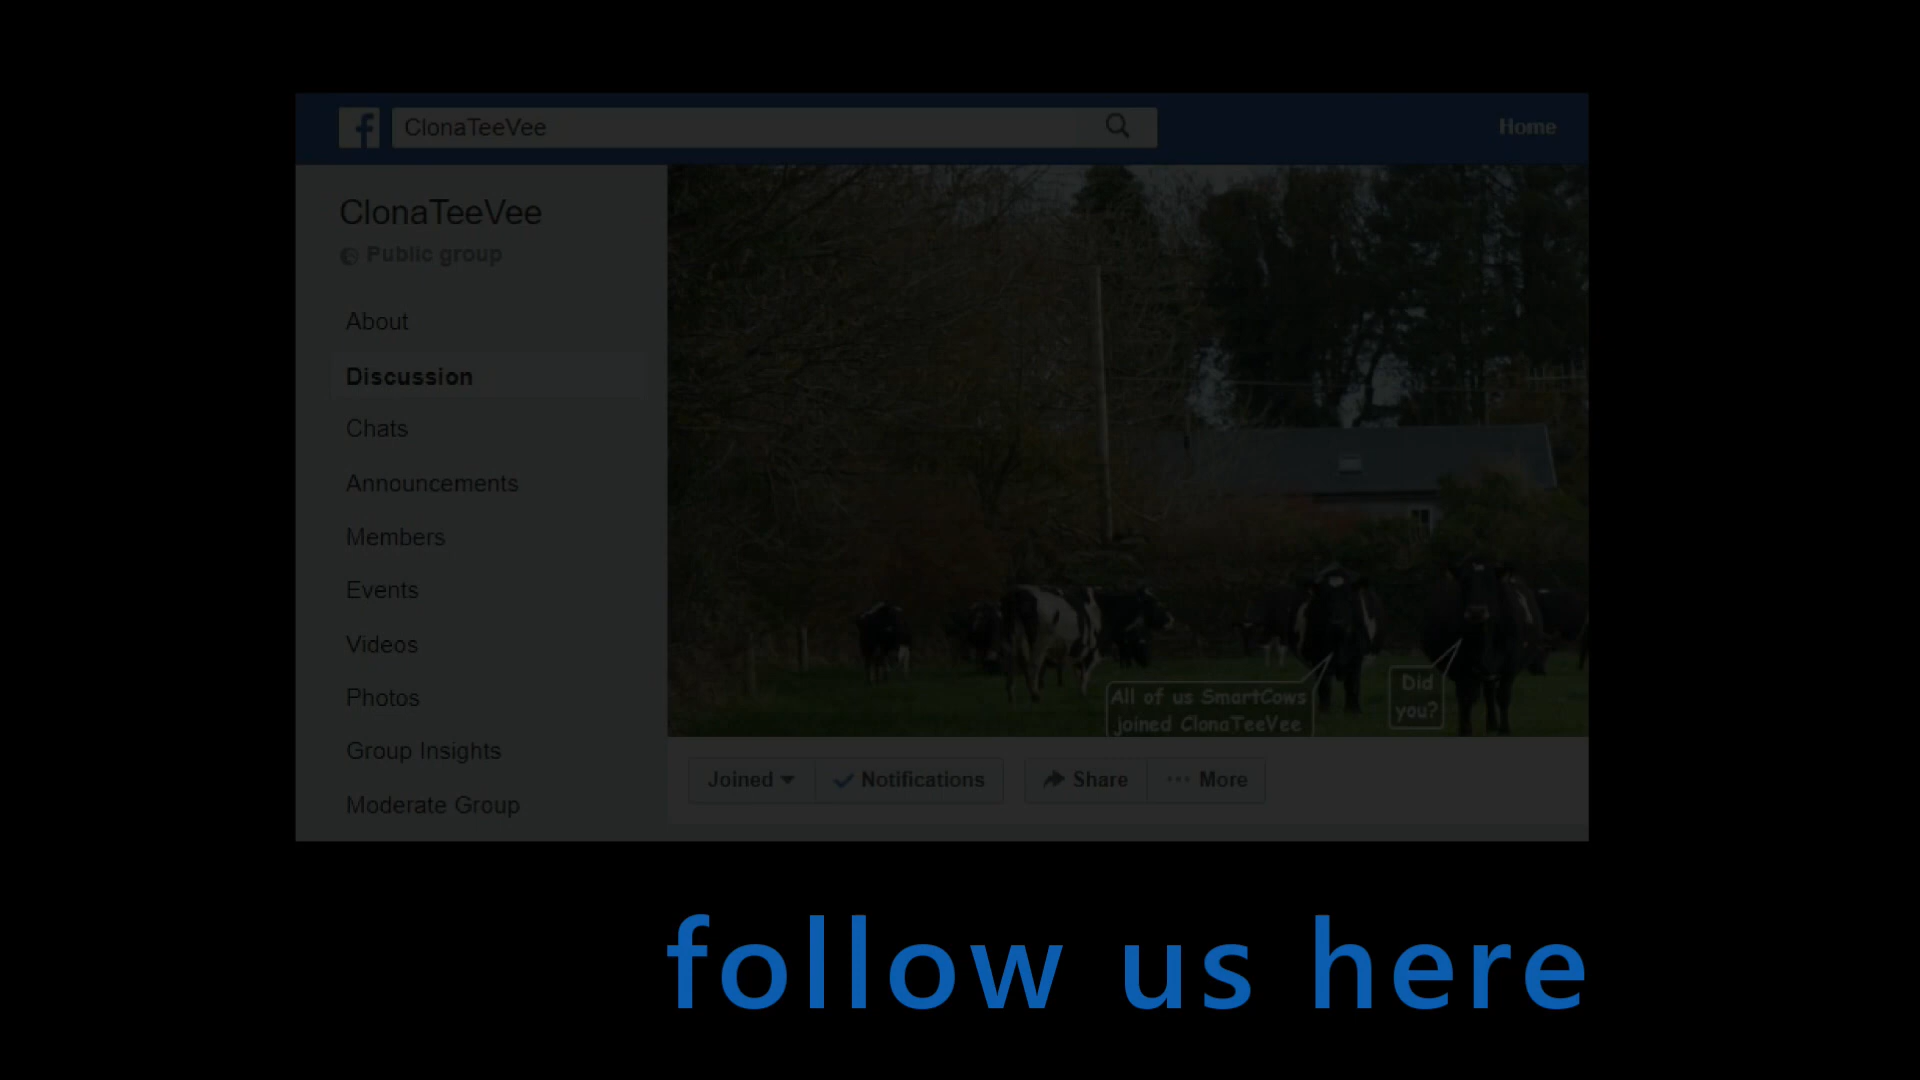 ClonaTeeVee
Home
ClonaTeeVee
Public group
About
Discussion
Chats
Announcements
Members
Events
Videos
Photos
Group Insights
Moderate Group
All of us SmartCows
joined ClonaTeeVee
Did
you?
Joined
Notifications
Share
More
follow us here